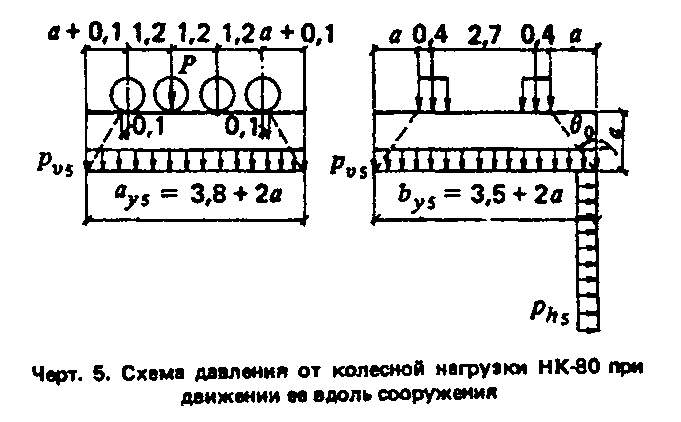 a + 0,1 1,2 1,2 1,2 a + 0,1
a 0,4 2,7 0,4 a
P
0,1 0,1
θ₀
yₐ
p_v5
p_v5
a_y5 = 3,8 + 2a
b_y5 = 3,5 + 2a
p_h5
Черт. 5. Схема давления от колесной нагрузки НК-80 при
движении ее вдоль сооружения